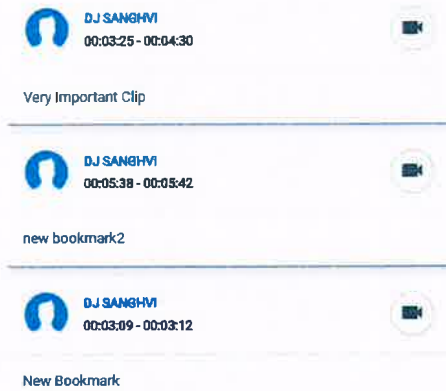 DJ SANGHVI
00:03:25 - 00:04:30
Very Important Clip
DJ SANGHVI
00:05:38 - 00:05:42
new bookmark2
DJ SANGHVI
00:03:09 - 00:03:12
New Bookmark